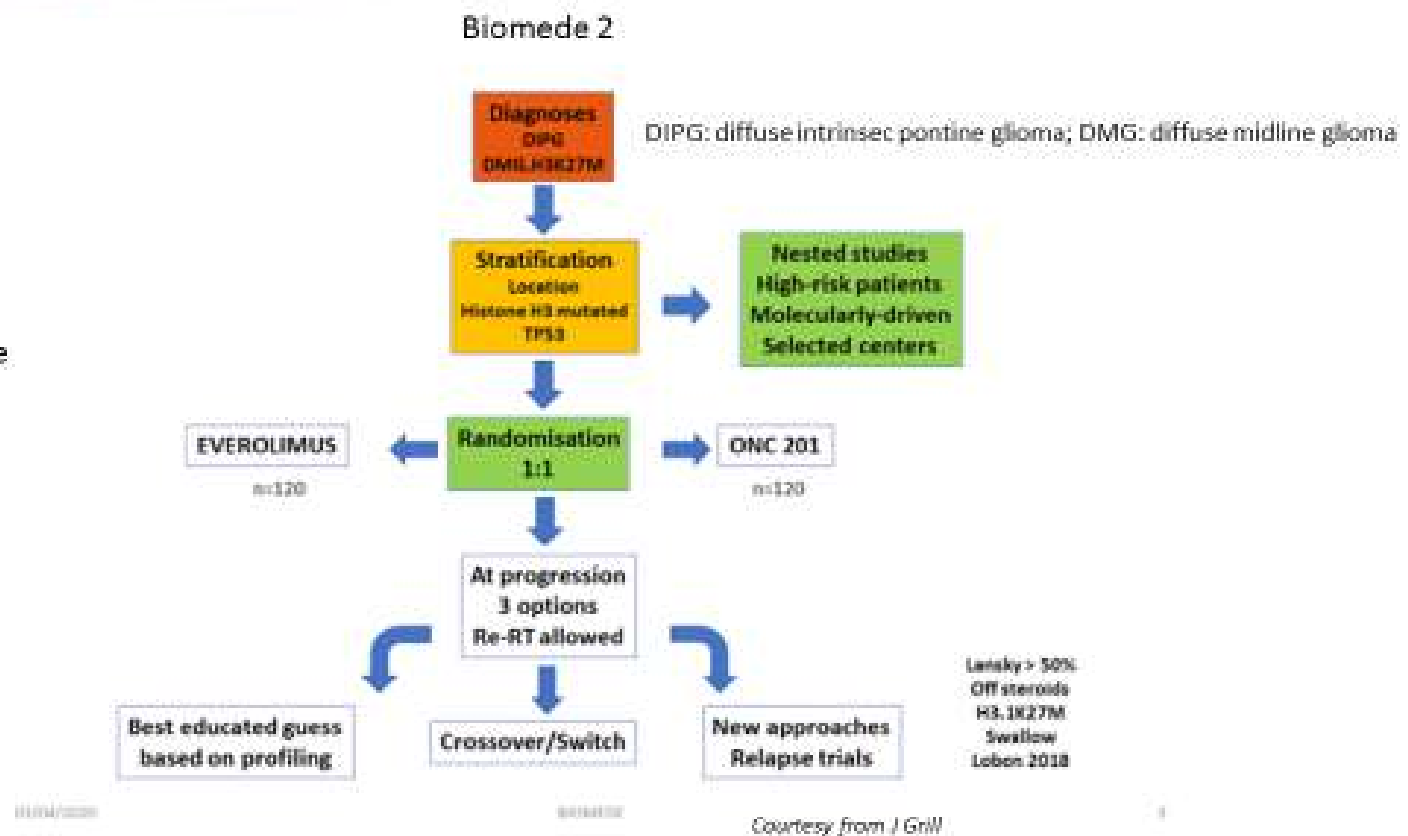 Biomede 2
Diagnoses
DIPG
DMG,H3K27M
DIPG: diffuse intrinsec pontine glioma; DMG: diffuse midline glioma
Stratification
Location
Histone H3 mutated
TP53
Nested studies
High-risk patients
Molecularly-driven
Selected centers
e
EVEROLIMUS
n=120
Randomisation
1:1
ONC 201
n=120
At progression
3 options
Re-RT allowed
Lansky > 50%
Off steroids
H3.1K27M
Swallow
Lobon 2018
Best educated guess
based on profiling
Crossover/Switch
New approaches
Relapse trials
Courtesy from J Grill